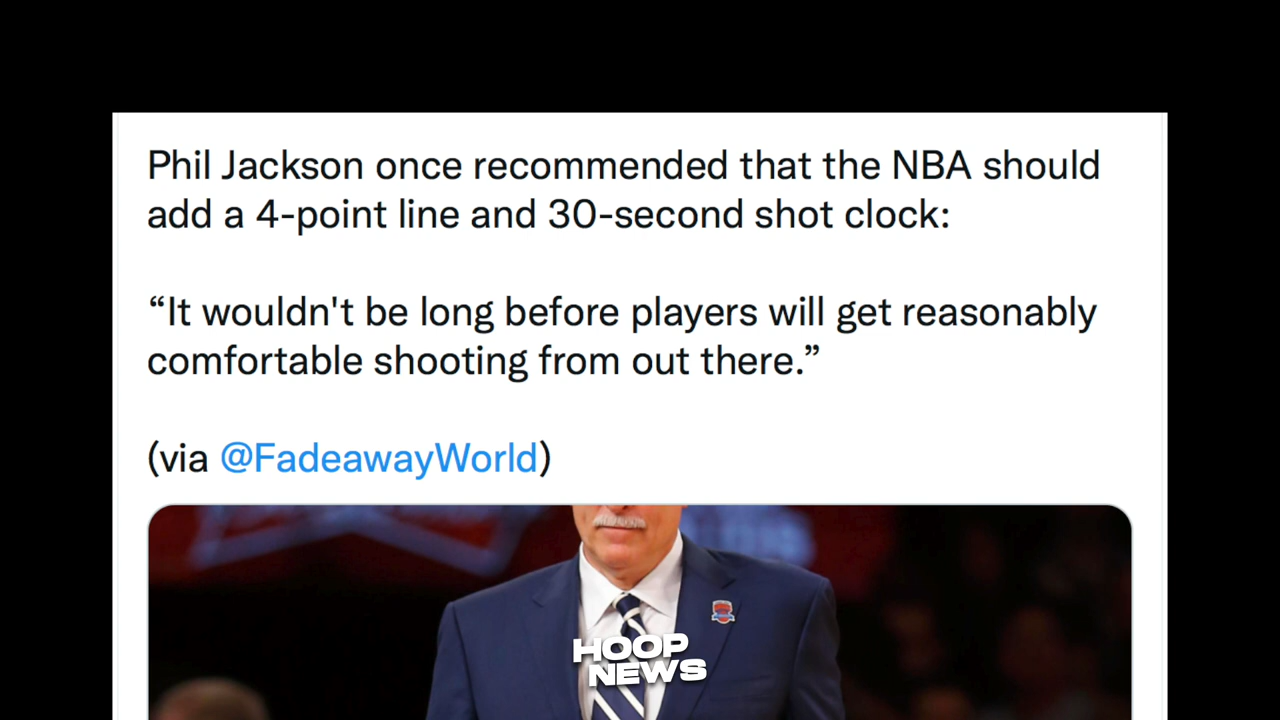 Phil Jackson once recommended that the NBA should
add a 4-point line and 30-second shot clock:
“It wouldn't be long before players will get reasonably
comfortable shooting from out there.”
(via @FadeawayWorld)
HOOP
NEWS